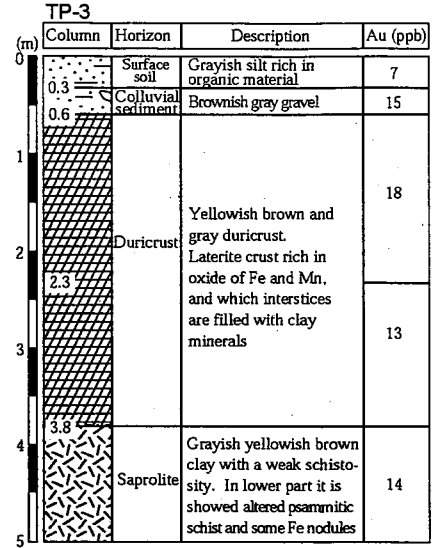 TP-3
(m) Column Horizon Description Au (ppb)
0
Surface
soil
Grayish silt rich in
organic material
7
0.3
Colluvial
sediment
Brownish gray gravel
15
0.6
1
Duricrust
Yellowish brown and
gray duricrust.
Laterite crust rich in
oxide of Fe and Mn,
and which interstices
are filled with clay
minerals
18
2
2.3
13
3
3.8
4
Saprolite
Grayish yellowish brown
clay with a weak schisto-
sity. In lower part it is
showed altered psammitic
schist and some Fe nodules
14
5